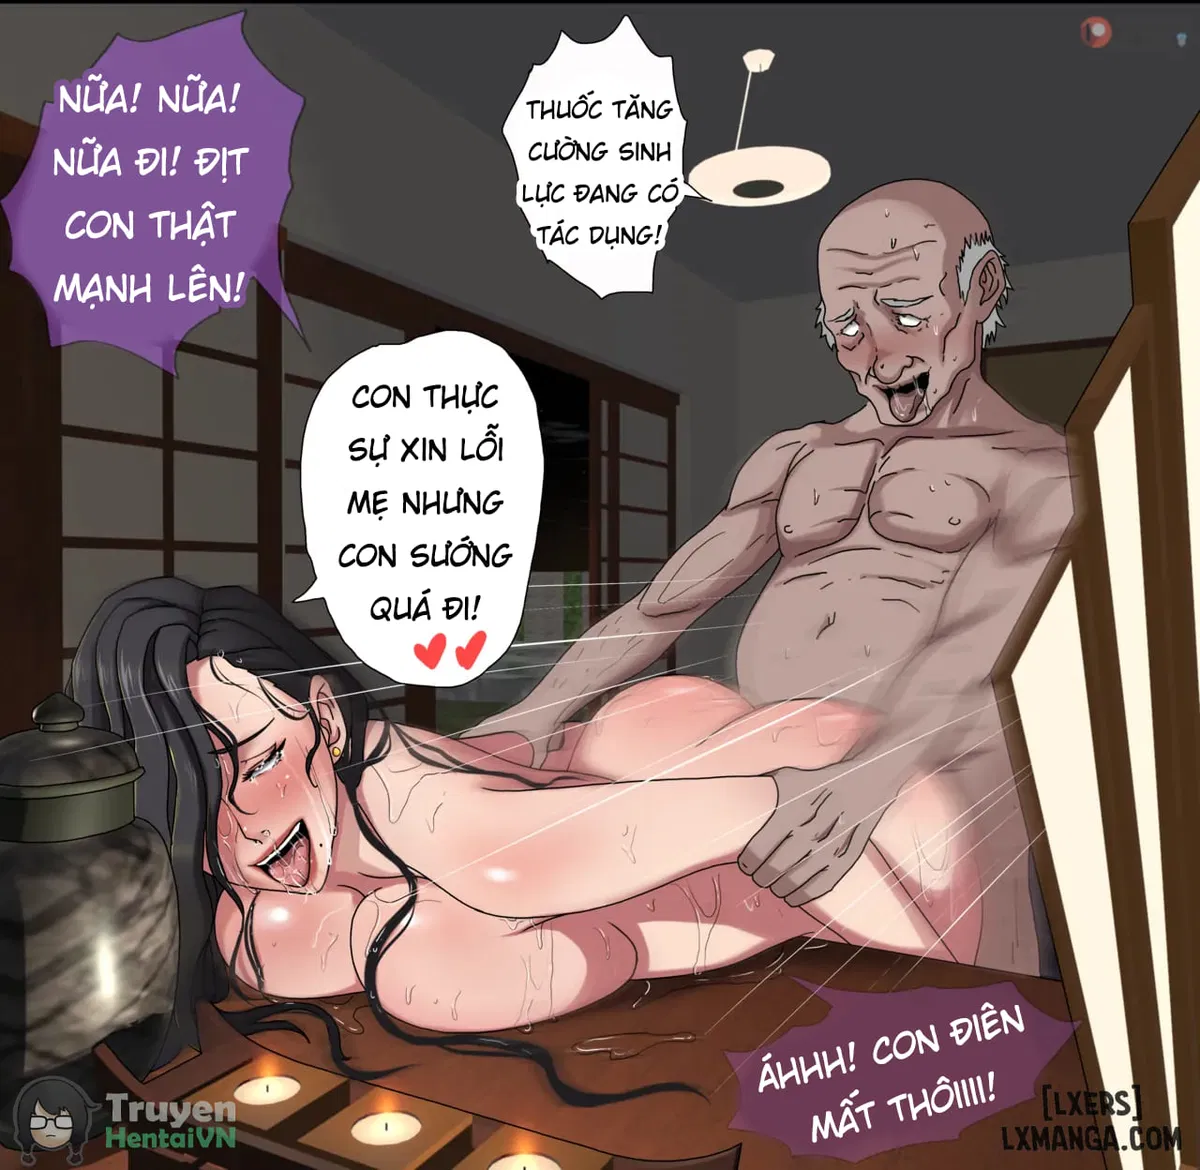 NỮA! NỮA!
NỮA ĐI! ĐỊT
CON THẬT
MẠNH LÊN!
THUỐC TĂNG
CƯỜNG SINH
LỰC ĐANG CÓ
TÁC DỤNG!
CON THỰC
SỰ XIN LỖI
MẸ NHƯNG
CON SƯỚNG
QUÁ ĐI!
ÁHHH! CON ĐIÊN
MẤT THÔIIII!
Truyen
HentaiVN
[LXERS]
LXMANGA.COM